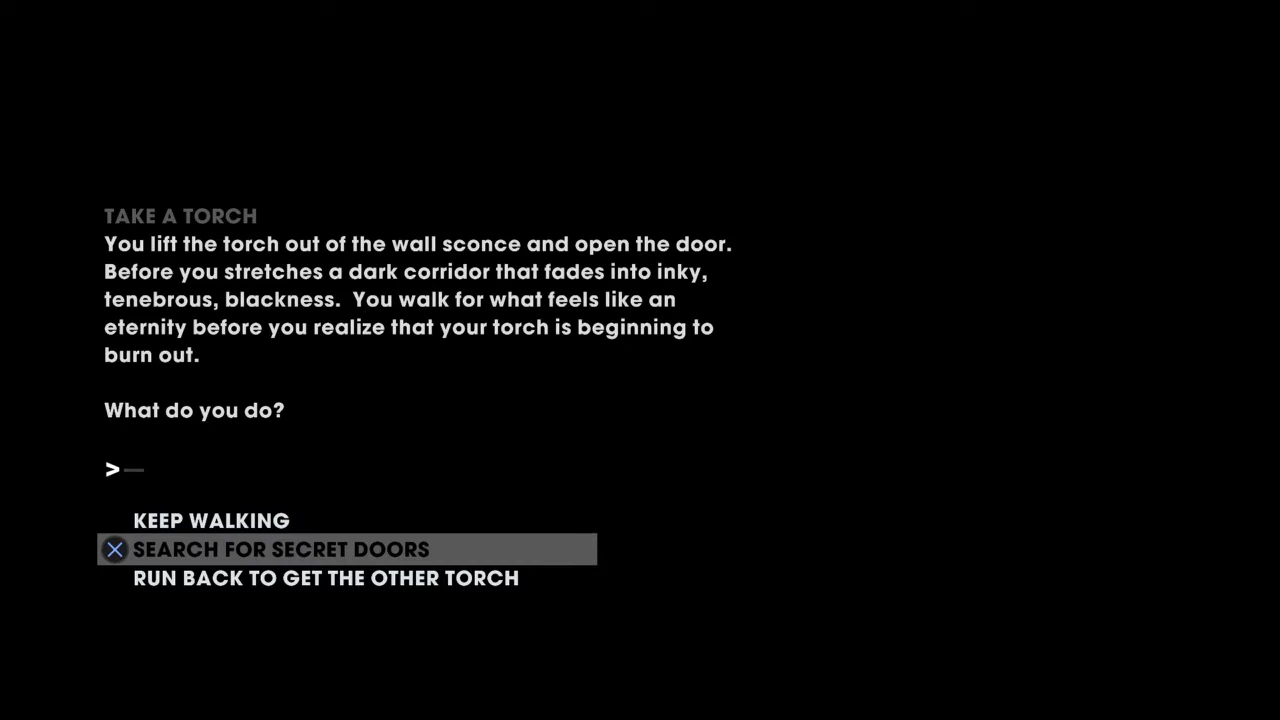 TAKE A TORCH
You lift the torch out of the wall sconce and open the door.
Before you stretches a dark corridor that fades into inky,
tenebrous, blackness.  You walk for what feels like an
eternity before you realize that your torch is beginning to
burn out.
What do you do?
>
KEEP WALKING
SEARCH FOR SECRET DOORS
RUN BACK TO GET THE OTHER TORCH